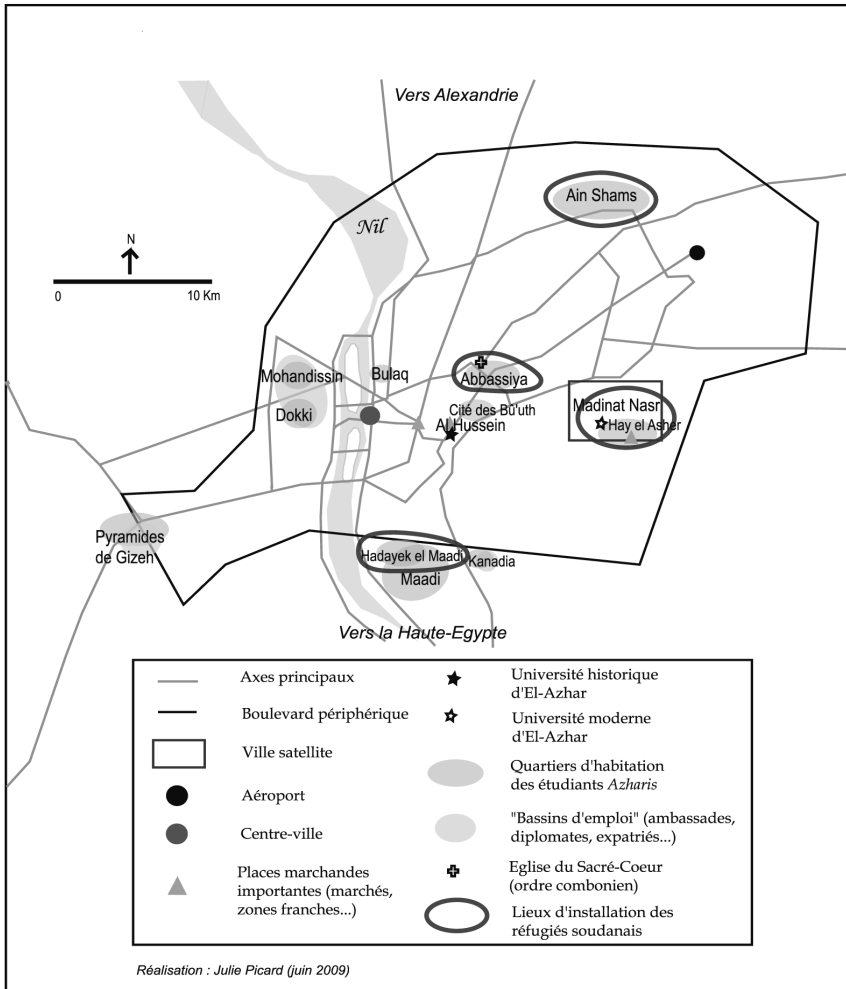 Vers Alexandrie
Ain Shams
Nil
N
0 10 Km
Mohandissin
Bulaq
Abbassiya
Dokki
Cité des Bu'uth
Al Hussein
Madinat Nasr
Hay el Asher
Pyramides
de Gizeh
Hadayek el Maadi
Kanadia
Maadi
Vers la Haute-Egypte
Axes principaux
Boulevard périphérique
Ville satellite
Aéroport
Centre-ville
Places marchandes
importantes (marchés,
zones franches...)
Université historique
d'El-Azhar
Université moderne
d'El-Azhar
Quartiers d'habitation
des étudiants Azharis
"Bassins d'emploi" (ambassades,
diplomates, expatriés...)
Eglise du Sacré-Coeur
(ordre combonien)
Lieux d'installation des
réfugiés soudanais
Réalisation : Julie Picard (juin 2009)